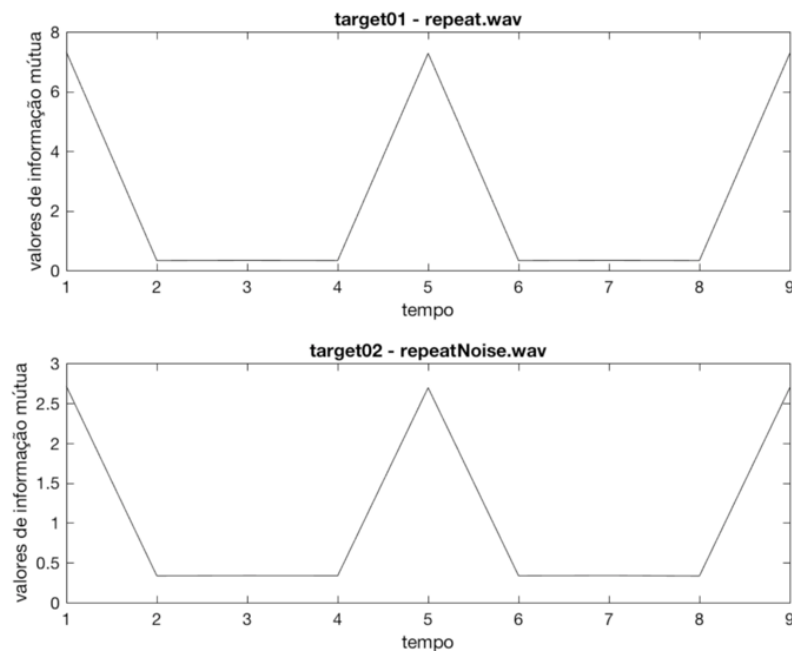 target01 - repeat.wav
valores de informação mútua
8
6
4
2
0
1 2 3 4 5 6 7 8 9
tempo
target02 - repeatNoise.wav
valores de informação mútua
3
2.5
2
1.5
1
0.5
0
1 2 3 4 5 6 7 8 9
tempo